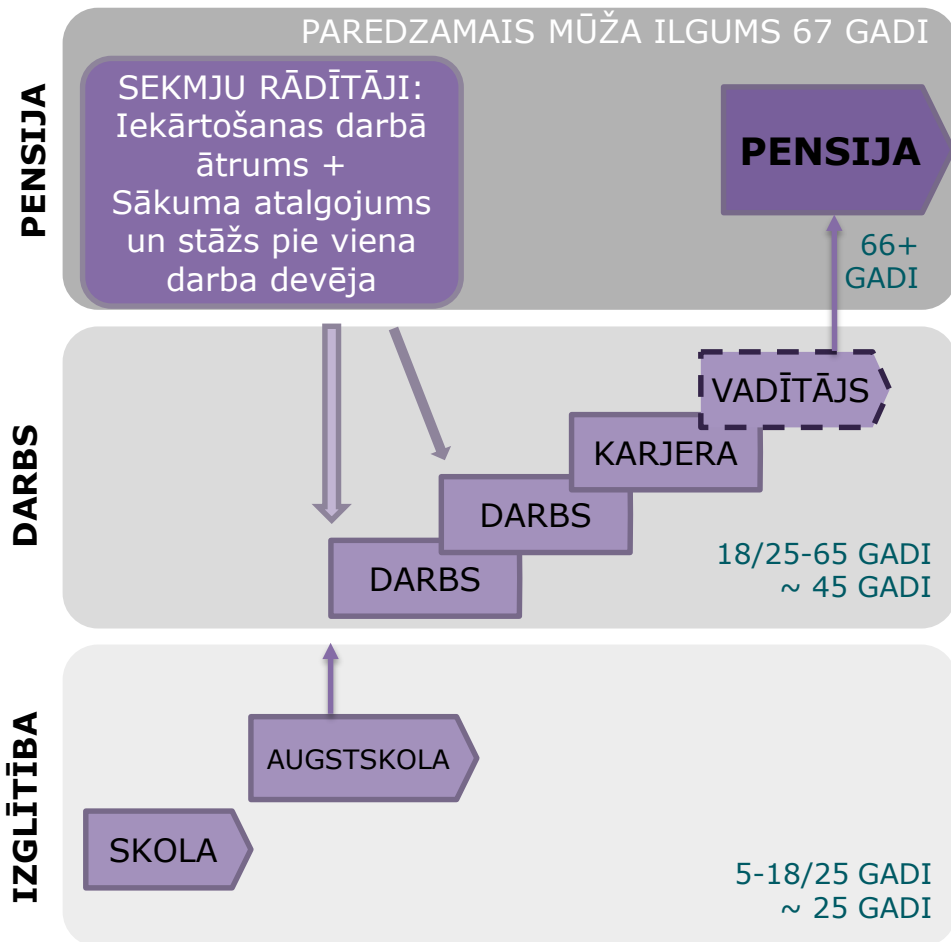 PAREDZAMAIS MŪŽA ILGUMS 67 GADI
PENSIJA
SEKMJU RĀDĪTĀJI:
Iekārtošanas darbā
ātrums +
Sākuma atalgojums
un stāžs pie viena
darba devēja
PENSIJA
66+
GADI
DARBS
VADĪTĀJS
KARJERA
DARBS
DARBS
18/25-65 GADI
~ 45 GADI
IZGLĪTĪBA
AUGSTSKOLA
SKOLA
5-18/25 GADI
~ 25 GADI